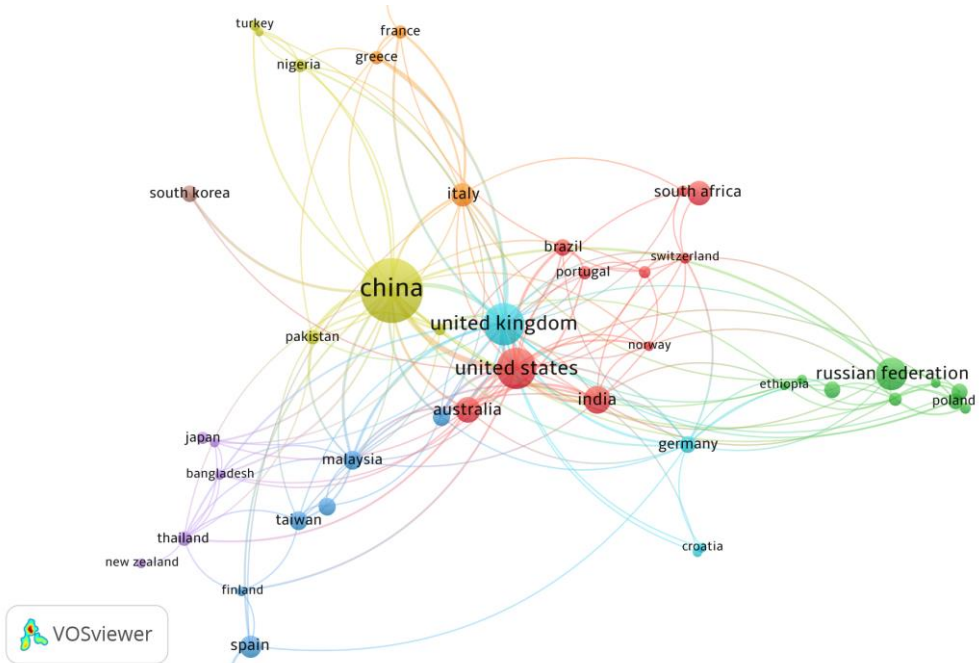 turkey
france
greece
nigeria
south korea
italy
south africa
brazil
switzerland
portugal
china
united kingdom
pakistan
norway
united states
russian federation
ethiopia
india
poland
australia
japan
germany
malaysia
bangladesh
taiwan
thailand
croatia
new zealand
finland
spain
VOSviewer